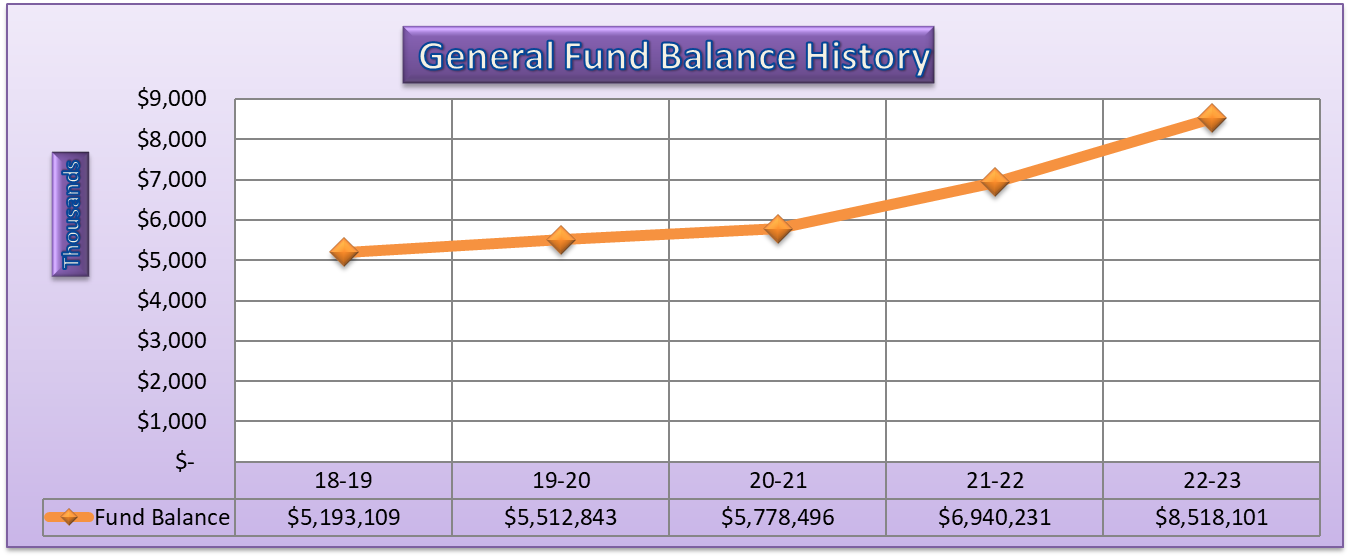 General Fund Balance History
Thousands
$9,000
$8,000
$7,000
$6,000
$5,000
$4,000
$3,000
$2,000
$1,000
$-
18-19 19-20 20-21 21-22 22-23
Fund Balance $5,193,109 $5,512,843 $5,778,496 $6,940,231 $8,518,101